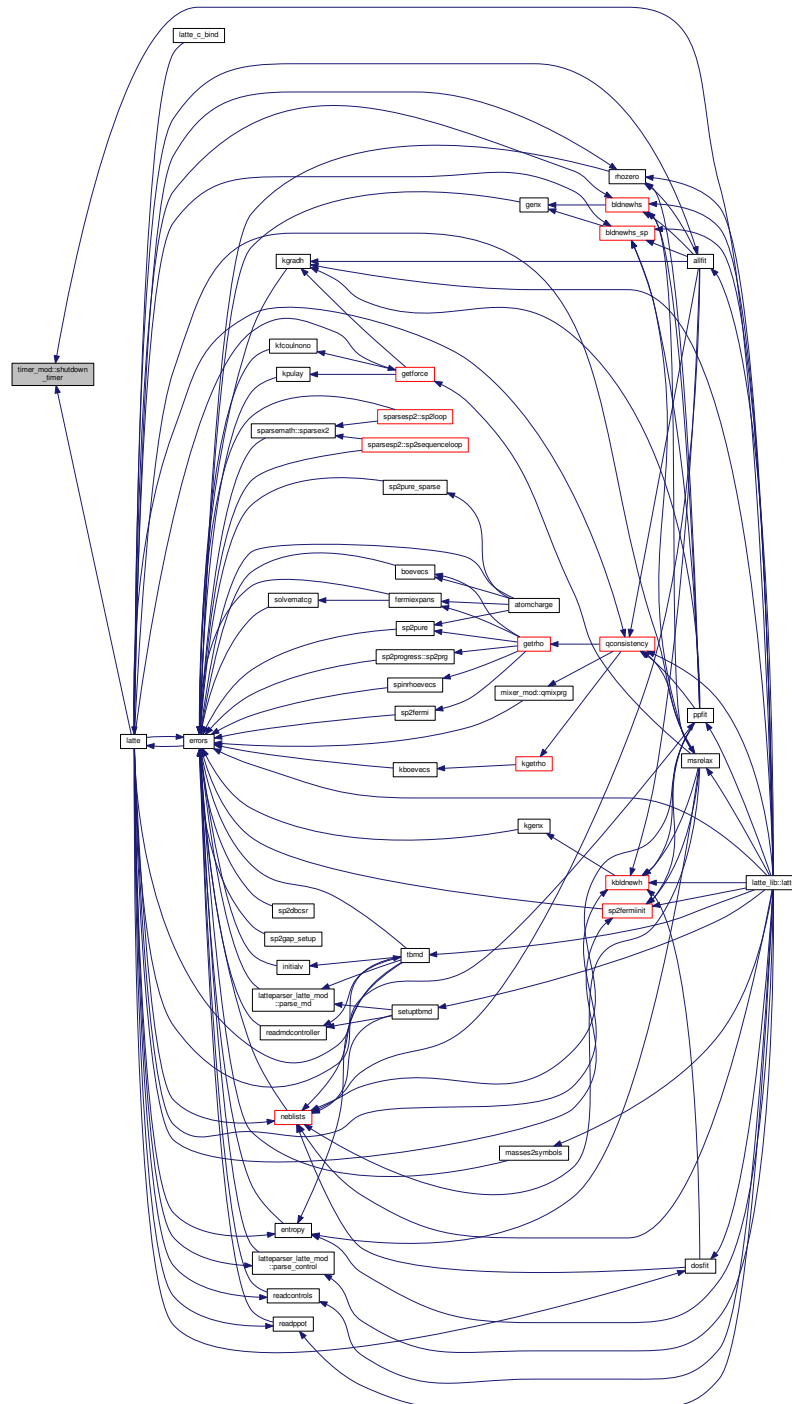 latte_c_bind
rhozero
genx
bldnewhs
bldnewhs_sp
kgradh
allfit
kfcoulnono
timer_mod::shutdown
_timer
kpulay
getforce
sparsesp2::sp2loop
sparsemath::sparsex2
sparsesp2::sp2sequenceloop
sp2pure_sparse
boevecs
solvematcg
fermiexpans
atomcharge
sp2pure
getrho
qconsistency
sp2progress::sp2prg
spinrhoevecs
mixer_mod::qmixprg
sp2fermi
ppfit
latte
errors
msrelax
kboevecs
kgetrho
kgenx
kbldnewh
latte_lib::latte
sp2dbcsr
sp2fermiinit
sp2gap_setup
tbmd
initialv
latteparser_latte_mod
::parse_md
setuptbmd
readmdcontroller
neblists
masses2symbols
entropy
latteparser_latte_mod
::parse_control
dosfit
readcontrols
readppot